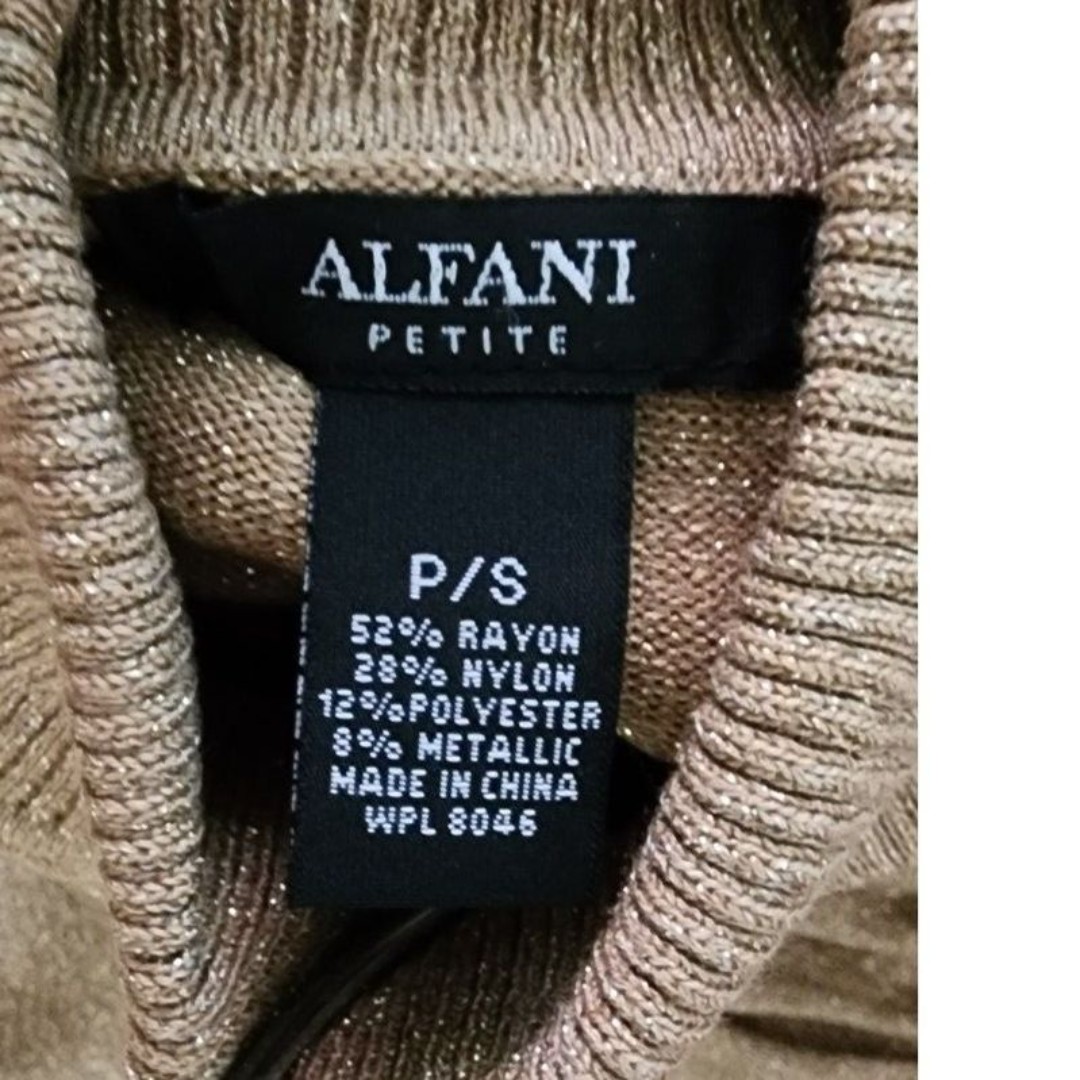 ALFANI
PETITE
P/S
52% RAYON
28% NYLON
12%POLYESTER
8% METALLIC
MADE IN CHINA
WPL 8046